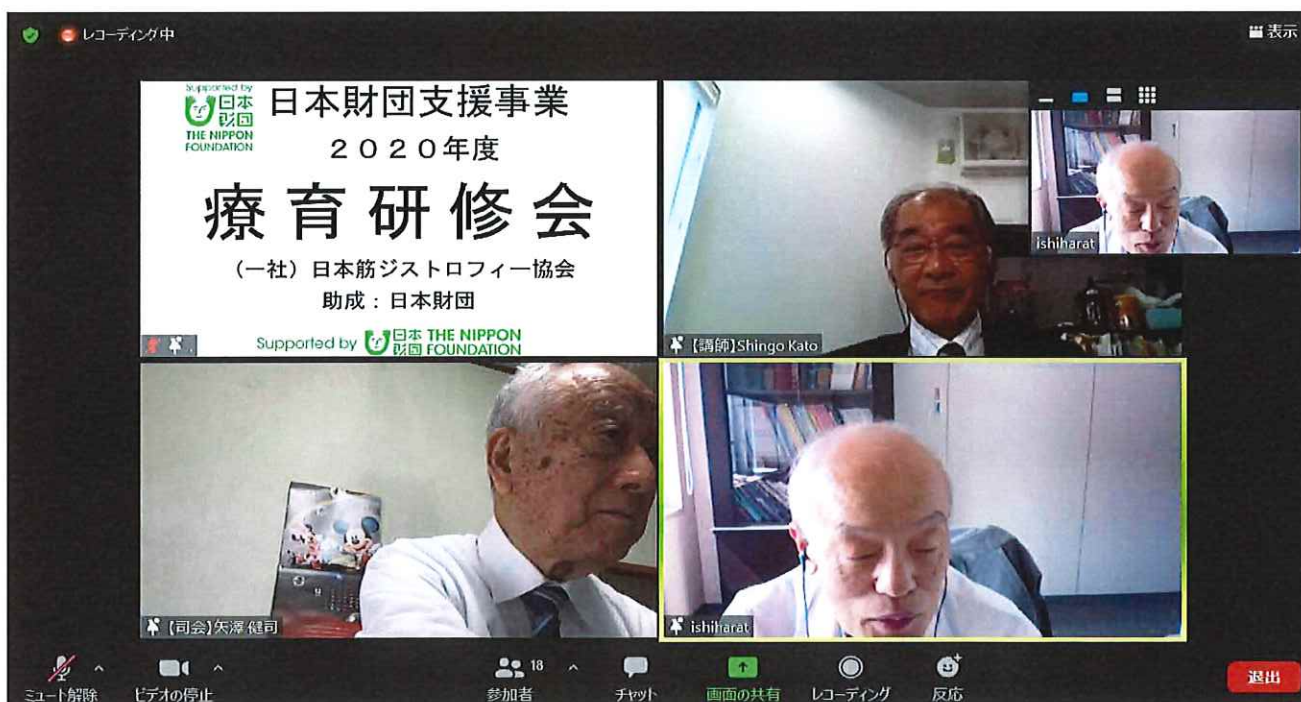 レコーディング中
表示
Supported by
日本
財団
THE NIPPON
FOUNDATION
日本財団支援事業
2020年度
療育研修会
(一社)日本筋ジストロフィー協会
助成:日本財団
Supported by 日本財団 THE NIPPON FOUNDATION
【講師】Shingo Kato
ishiharat
【司会】矢澤 健司
ishiharat
ミュート解除
ビデオの停止
18
参加者
チャット
画面の共有
レコーディング
反応
退出